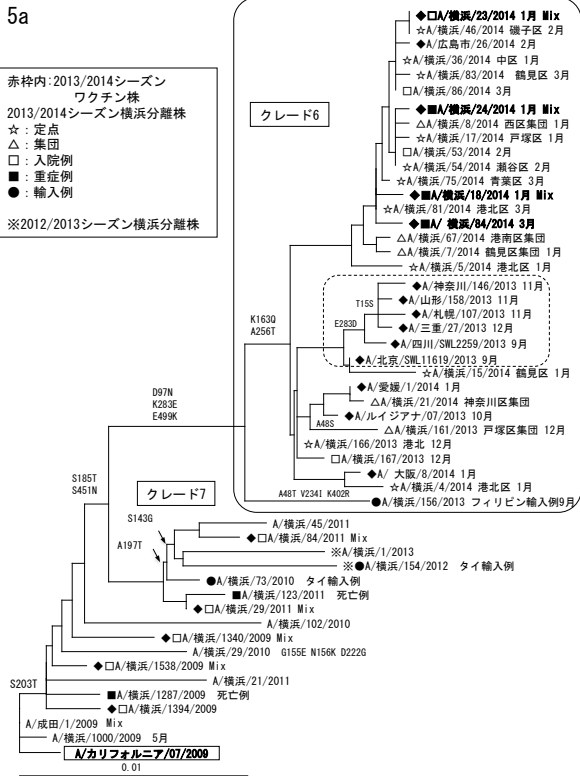 5a
赤枠内:2013/2014シーズン
ワクチン株
2013/2014シーズン横浜分離株
☆:定点
△:集団
□:入院例
■:重症例
●:輸入例
※2012/2013シーズン横浜分離株
クレード6
◆□A/横浜/23/2014 1月 Mix
☆A/横浜/46/2014 磯子区 2月
◆A/広島市/26/2014 2月
☆A/横浜/36/2014 中区 1月
☆A/横浜/83/2014 鶴見区 3月
□A/横浜/86/2014 3月
◆■A/横浜/24/2014 1月 Mix
△A/横浜/8/2014 西区集団 1月
☆A/横浜/17/2014 戸塚区 1月
□A/横浜/53/2014 2月
☆A/横浜/54/2014 瀬谷区 2月
☆A/横浜/75/2014 青葉区 3月
◆■A/横浜/18/2014 1月 Mix
☆A/横浜/81/2014 港北区 3月
◆■A/ 横浜/84/2014 3月
△A/横浜/67/2014 港南区集団
△A/横浜/7/2014 鶴見区集団 1月
☆A/横浜/5/2014 港北区 1月
◆A/神奈川/146/2013 11月
T15S
◆A/山形/158/2013 11月
◆A/札幌/107/2013 11月
K163Q
A256T
E283D
◆A/三重/27/2013 12月
◆A/四川/SWL2259/2013 9月
◆A/北京/SWL11619/2013 9月
☆A/横浜/15/2014 鶴見区 1月
D97N
K283E
E499K
◆A/愛媛/1/2014 1月
△A/横浜/21/2014 神奈川区集団
◆A/ルイジアナ/07/2013 10月
A48S
△A/横浜/161/2013 戸塚区集団 12月
☆A/横浜/166/2013 港北 12月
□A/横浜/167/2013 12月
◆A/ 大阪/8/2014 1月
☆A/横浜/4/2014 港北区 1月
A48T V234I K402R
●A/横浜/156/2013 フィリピン輸入例9月
S185T
S451N
クレード7
S143G
A197T
A/横浜/45/2011
◆□A/横浜/84/2011 Mix
※A/横浜/1/2013
※●A/横浜/154/2012 タイ輸入例
●A/横浜/73/2010 タイ輸入例
■A/横浜/123/2011 死亡例
◆□A/横浜/29/2011 Mix
A/横浜/102/2010
◆□A/横浜/1340/2009 Mix
A/横浜/29/2010 G155E N156K D222G
◆□A/横浜/1538/2009 Mix
S203T
A/横浜/21/2011
■A/横浜/1287/2009 死亡例
◆□A/横浜/1394/2009
A/成田/1/2009 Mix
A/横浜/1000/2009 5月
A/カリフォルニア/07/2009
0.01